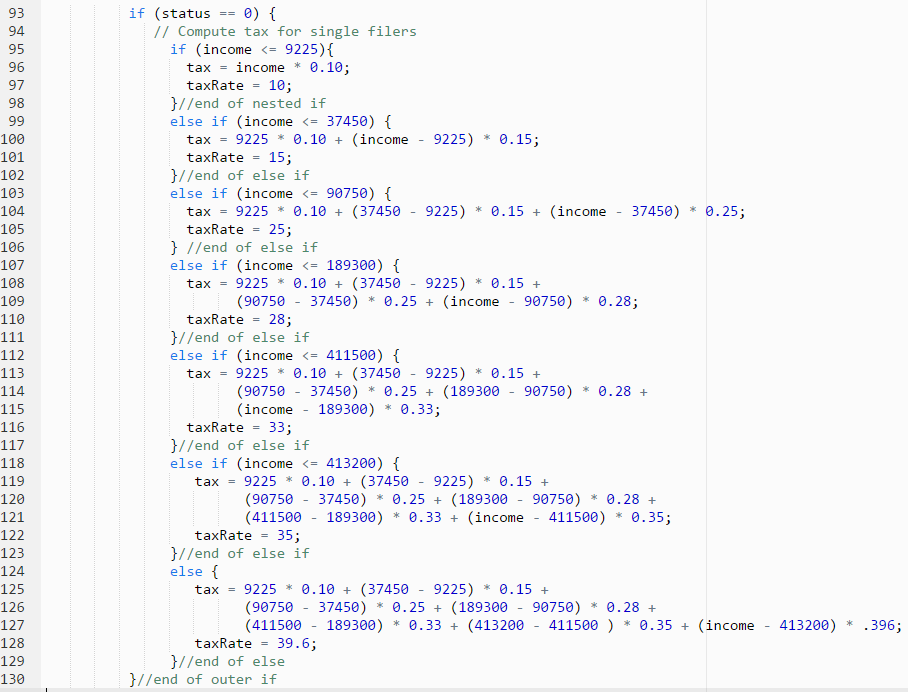 93 if (status == 0) {
94 // Compute tax for single filers
95 if (income <= 9225){
96 tax = income * 0.10;
97 taxRate = 10;
98 }//end of nested if
99 else if (income <= 37450) {
100 tax = 9225 * 0.10 + (income - 9225) * 0.15;
101 taxRate = 15;
102 }//end of else if
103 else if (income <= 90750) {
104 tax = 9225 * 0.10 + (37450 - 9225) * 0.15 + (income - 37450) * 0.25;
105 taxRate = 25;
106 } //end of else if
107 else if (income <= 189300) {
108 tax = 9225 * 0.10 + (37450 - 9225) * 0.15 +
109 (90750 - 37450) * 0.25 + (income - 90750) * 0.28;
110 taxRate = 28;
111 }//end of else if
112 else if (income <= 411500) {
113 tax = 9225 * 0.10 + (37450 - 9225) * 0.15 +
114 (90750 - 37450) * 0.25 + (189300 - 90750) * 0.28 +
115 (income - 189300) * 0.33;
116 taxRate = 33;
117 }//end of else if
118 else if (income <= 413200) {
119 tax = 9225 * 0.10 + (37450 - 9225) * 0.15 +
120 (90750 - 37450) * 0.25 + (189300 - 90750) * 0.28 +
121 (411500 - 189300) * 0.33 + (income - 411500) * 0.35;
122 taxRate = 35;
123 }//end of else if
124 else {
125 tax = 9225 * 0.10 + (37450 - 9225) * 0.15 +
126 (90750 - 37450) * 0.25 + (189300 - 90750) * 0.28 +
127 (411500 - 189300) * 0.33 + (413200 - 411500 ) * 0.35 + (income - 413200) * .396;
128 taxRate = 39.6;
129 }//end of else
130 }//end of outer if